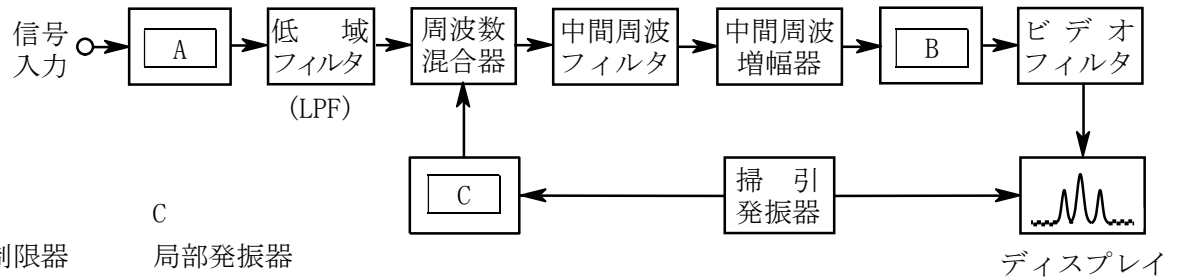 信号
入力
A
低域
フィルタ
(LPF)
周波数
混合器
中間周波
フィルタ
中間周波
増幅器
B
ビデオ
フィルタ
C
掃引
発振器
ディスプレイ
C
制限器 局部発振器